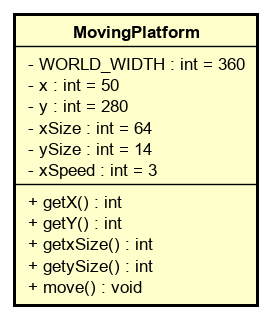 MovingPlatform
- WORLD_WIDTH : int = 360
- x : int = 50
- y : int = 280
- xSize : int = 64
- ySize : int = 14
- xSpeed : int = 3
+ getX() : int
+ getY() : int
+ getxSize() : int
+ getySize() : int
+ move() : void